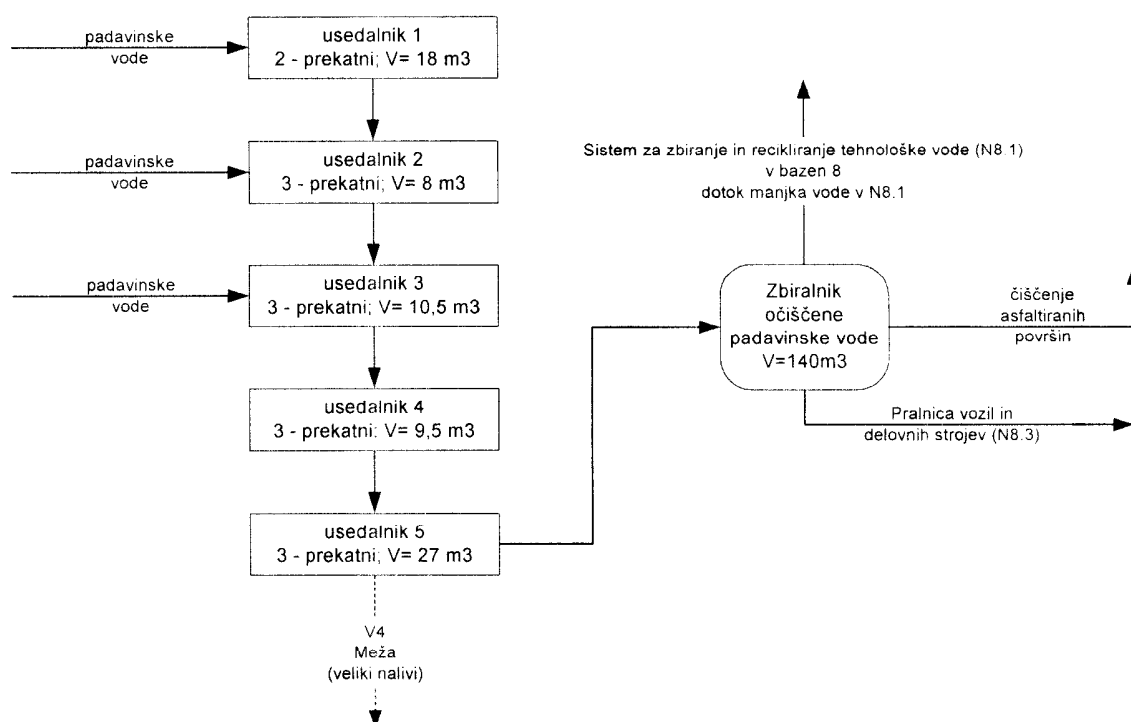 padavinske
vode
usedalnik 1
2 - prekatni; V= 18 m3
padavinske
vode
usedalnik 2
3 - prekatni; V= 8 m3
padavinske
vode
usedalnik 3
3 - prekatni; V= 10,5 m3
usedalnik 4
3 - prekatni: V= 9,5 m3
usedalnik 5
3 - prekatni; V= 27 m3
V4
Meža
(veliki nalivi)
Sistem za zbiranje in recikliranje tehnološke vode (N8.1)
v bazen 8
dotok manjka vode v N8.1
Zbiralnik
očiščene
padavinske vode
V=140m3
čiščenje
asfaltiranih
površin
Pralnica vozil in
delovnih strojev (N8.3)